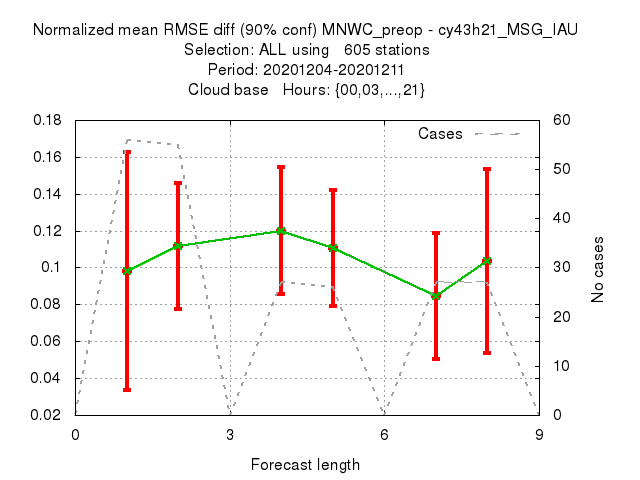 Normalized mean RMSE diff (90% conf) MNWC_preop - cy43h21_MSG_IAU
Selection: ALL using 605 stations
Period: 20201204-20201211
Cloud base Hours: {00,03,...,21}
Cases
0.18
0.16
0.14
0.12
0.1
0.08
0.06
0.04
0.02
60
50
40
30
20
10
0
No cases
0 3 6 9
Forecast length